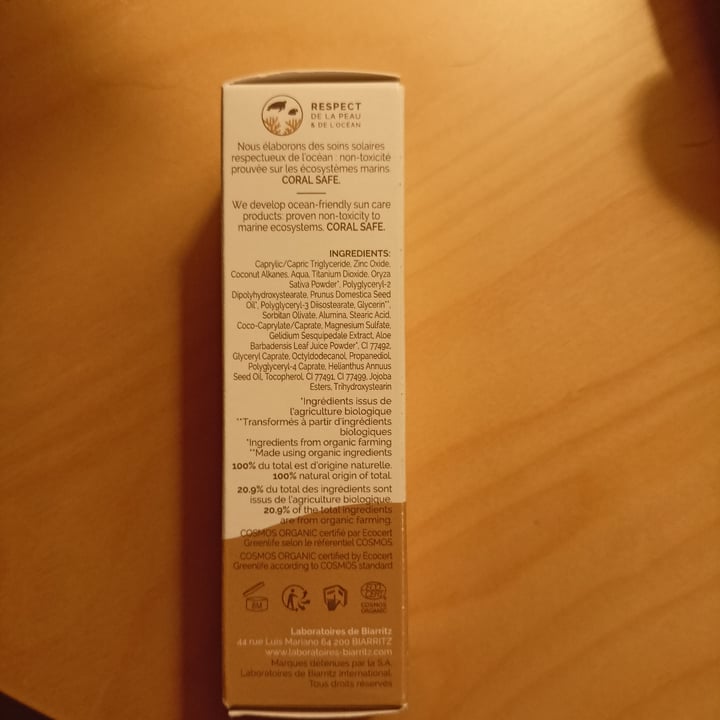 RESPECT
DE LA PEAU
& DE L'OCÉAN
Nous élaborons des soins solaires
respectueux de l'océan : non-toxicité
prouvée sur les écosystèmes marins
CORAL SAFE.
We develop ocean-friendly sun care
products: proven non-toxicity to
marine ecosystems. CORAL SAFE.
INGREDIENTS:
Caprylic/Capric Triglyceride, Zinc Oxide,
Coconut Alkanes, Aqua, Titanium Dioxide, Oryza
Sativa Powder*, Polyglyceryl-2
Dipolyhydroxystearate, Prunus Domestica Seed
Oil*, Polyglyceryl-3 Diisostearate, Glycerin**,
Sorbitan Olivate, Alumina, Stearic Acid,
Coco-Caprylate/Caprate, Magnesium Sulfate,
Gelidium Sesquipedale Extract, Aloe
Barbadensis Leaf Juice Powder*, CI 77492,
Glyceryl Caprate, Octyldodecanol, Propanediol,
Polyglyceryl-4 Caprate, Helianthus Annuus
Seed Oil, Tocopherol, CI 77491, CI 77499, Jojoba
Esters, Trihydroxystearin
*Ingrédients issus de
l'agriculture biologique
**Transformés à partir d'ingrédients
biologiques
*Ingredients from organic farming
**Made using organic ingredients
100% du total est d'origine naturelle.
100% natural origin of total.
20.9% du total des ingrédients sont
issus de l'agriculture biologique.
20.9% of the total ingredients
are from organic farming.
COSMOS ORGANIC certifié par Ecocert
Greenlife selon le référentiel COSMOS.
COSMOS ORGANIC certified by Ecocert
Greenlife according to COSMOS standard
8M
ECO
CERT
COSMOS
ORGANIC
Laboratoires de Biarritz
44 rue Luis Mariano 64 200 BIARRITZ
www.laboratoires-biarritz.com
Marques détenues par la S.A.
Laboratoires de Biarritz International.
Tous droits réservés